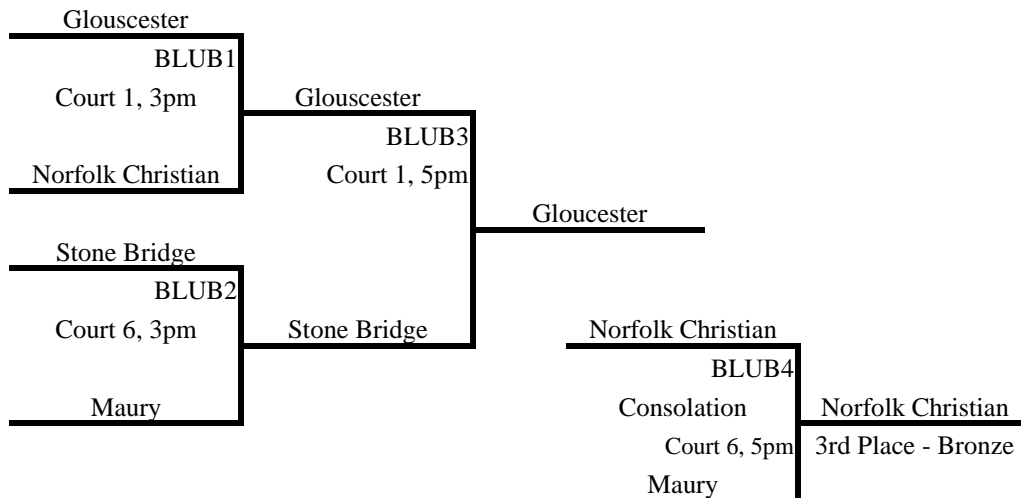 Glouscester
BLUB1
Court 1, 3pm
Glouscester
BLUB3
Norfolk Christian
Court 1, 5pm
Gloucester
Stone Bridge
BLUB2
Court 6, 3pm
Stone Bridge
Norfolk Christian
BLUB4
Maury
Consolation
Norfolk Christian
Court 6, 5pm
3rd Place - Bronze
Maury